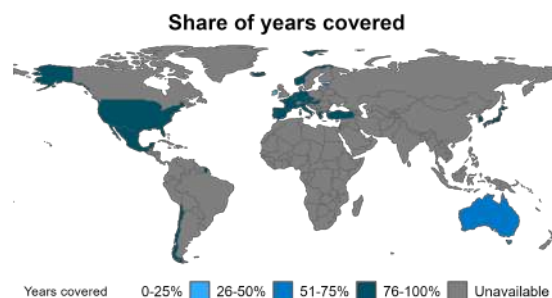 Share of years covered
Years covered 0-25% 26-50% 51-75% 76-100% Unavailable